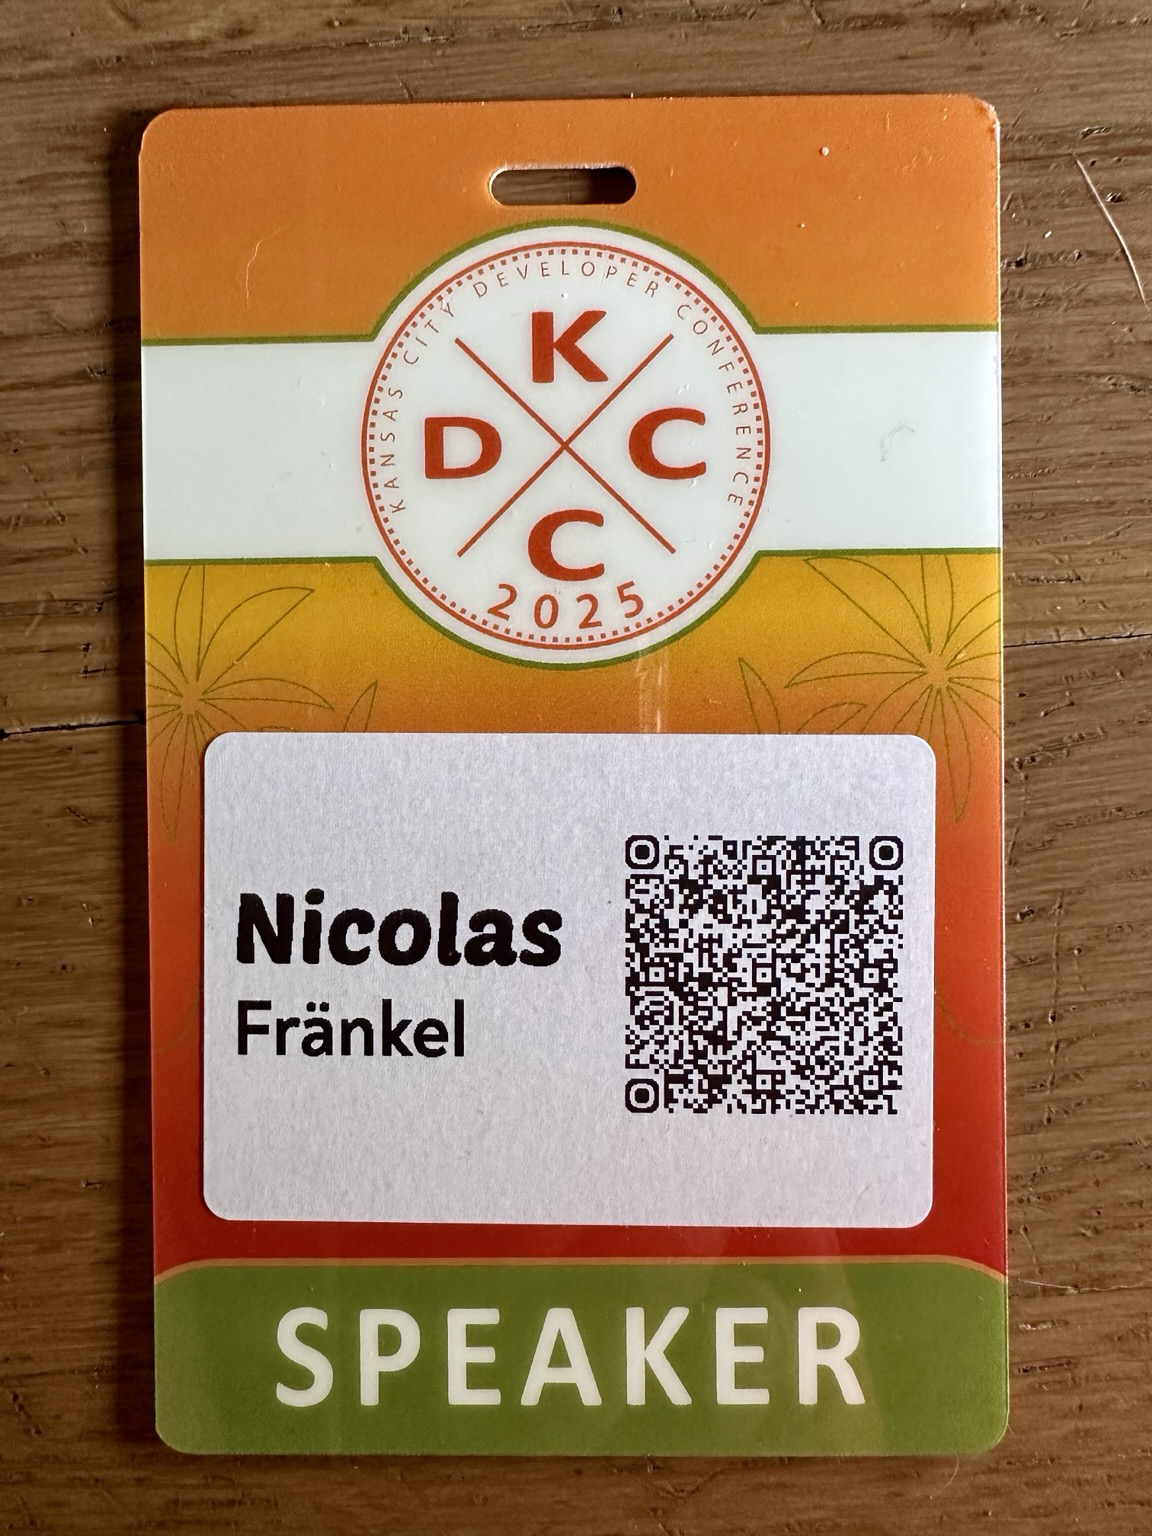 KANSAS CITY DEVELOPER CONFERENCE
K
D C
C
2025
Nicolas
Fränkel
SPEAKER